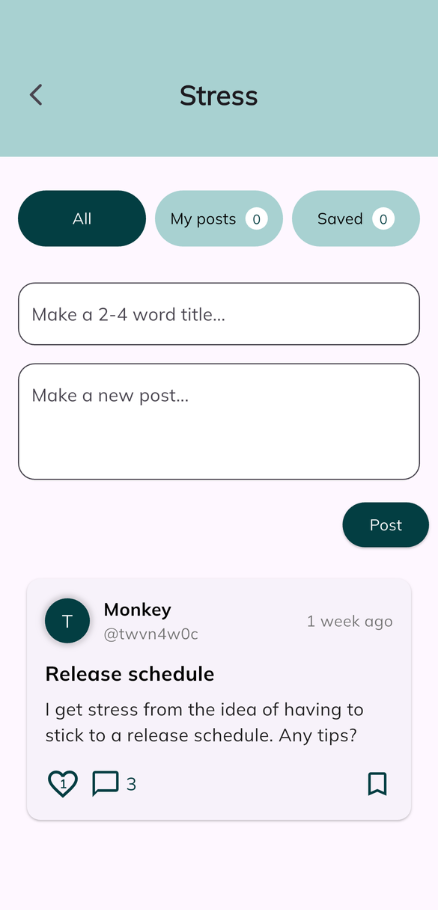 Stress
All
My posts 0
Saved 0
Make a 2-4 word title...
Make a new post...
Post
T
Monkey
@twvn4w0c
1 week ago
Release schedule
I get stress from the idea of having to
stick to a release schedule. Any tips?
1
3